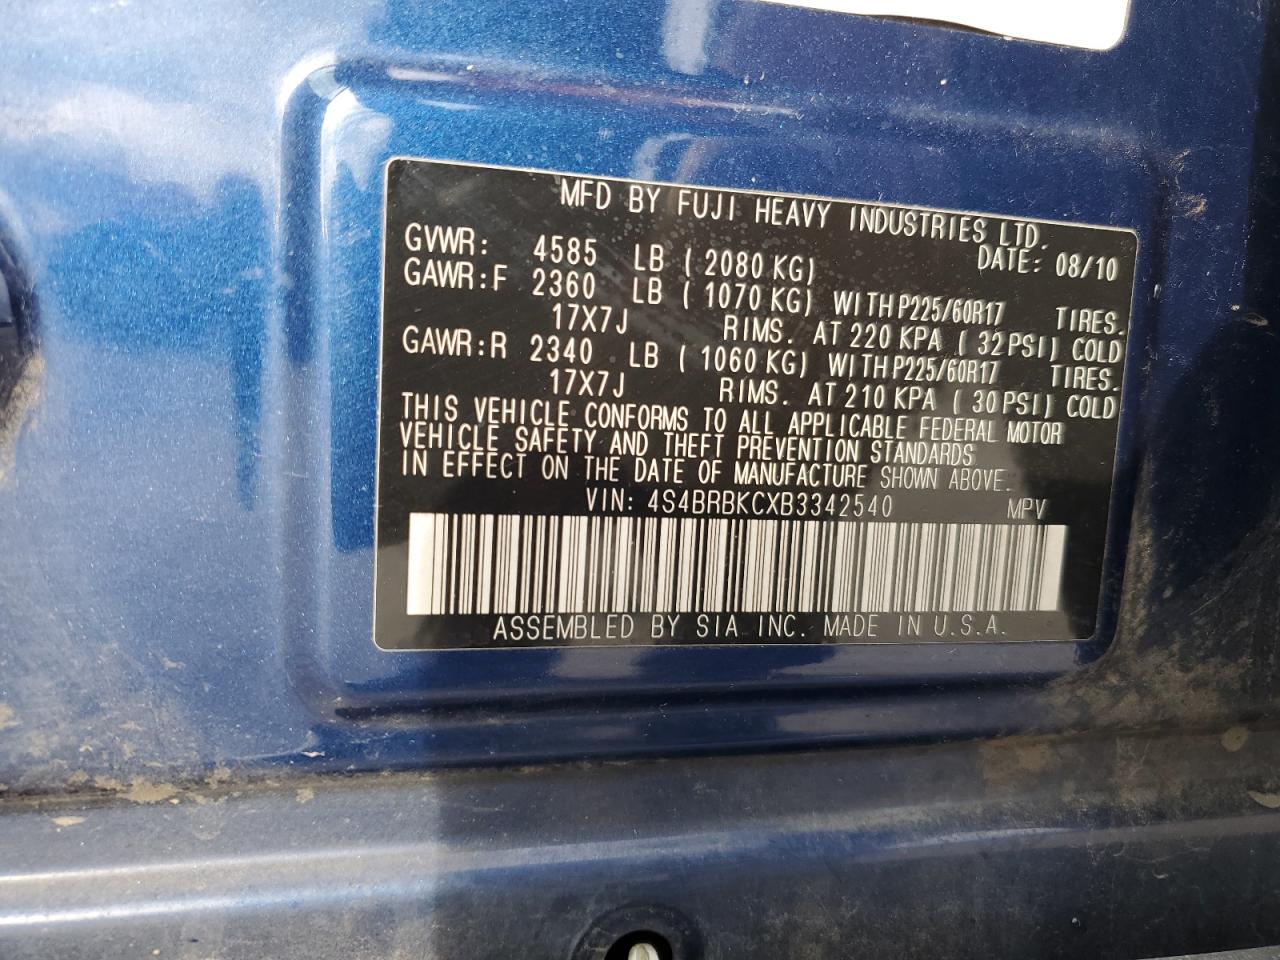 MFD BY FUJI HEAVY INDUSTRIES LTD.
DATE: 08/10
GVWR: 4585 LB ( 2080 KG)
GAWR:F 2360 LB ( 1070 KG) WITH P225/60R17 TIRES.
17X7J RIMS. AT 220 KPA ( 32 PSI) COLD
GAWR:R 2340 LB ( 1060 KG) WITH P225/60R17 TIRES.
17X7J RIMS. AT 210 KPA ( 30 PSI) COLD
THIS VEHICLE CONFORMS TO ALL APPLICABLE FEDERAL MOTOR
VEHICLE SAFETY AND THEFT PREVENTION STANDARDS
IN EFFECT ON THE DATE OF MANUFACTURE SHOWN ABOVE.
VIN: 4S4BRBKCXB3342540 MPV
ASSEMBLED BY SIA INC. MADE IN U.S.A.